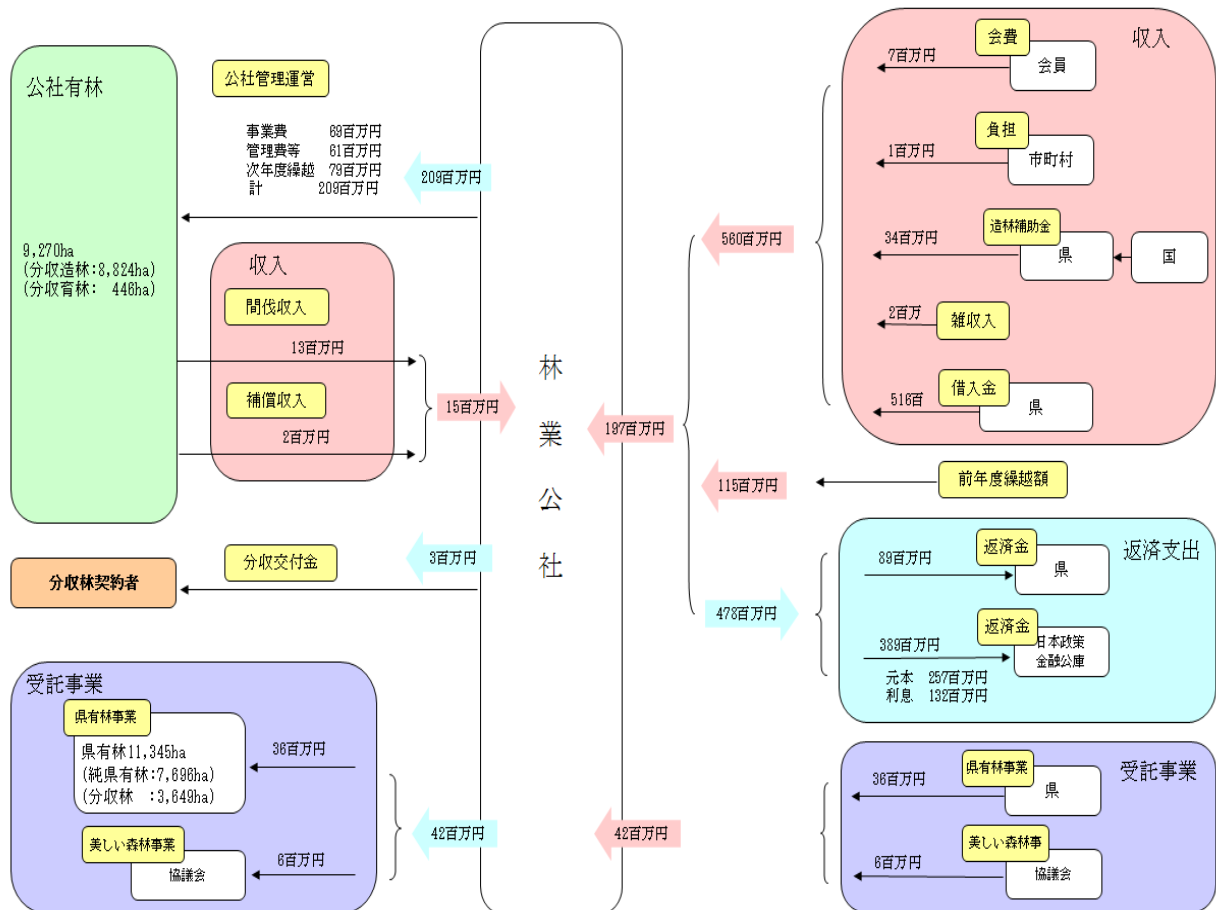 公社有林
9,270ha
(分収造林:8,824ha)
(分収育林: 446ha)
公社管理運営
事業費 69百万円
管理費等 61百万円
次年度繰越 79百万円
計 209百万円
209百万円
収入
間伐収入
13百万円
補償収入
2百万円
15百万円
分収林契約者
分収交付金
3百万円
受託事業
県有林事業
県有林11,345ha
(純県有林:7,696ha)
(分収林 :3,649ha)
36百万円
美しい森林事業
協議会
6百万円
42百万円
林業公社
収入
会費
会員
7百万円
負担
市町村
1百万円
造林補助金
県
国
34百万円
雑収入
2百万
借入金
県
516百
560百万円
197百万円
前年度繰越額
115百万円
返済支出
返済金
県
89百万円
返済金
日本政策
金融公庫
389百万円
元本 257百万円
利息 132百万円
478百万円
受託事業
県有林事業
県
36百万円
美しい森林事
協議会
6百万円
42百万円